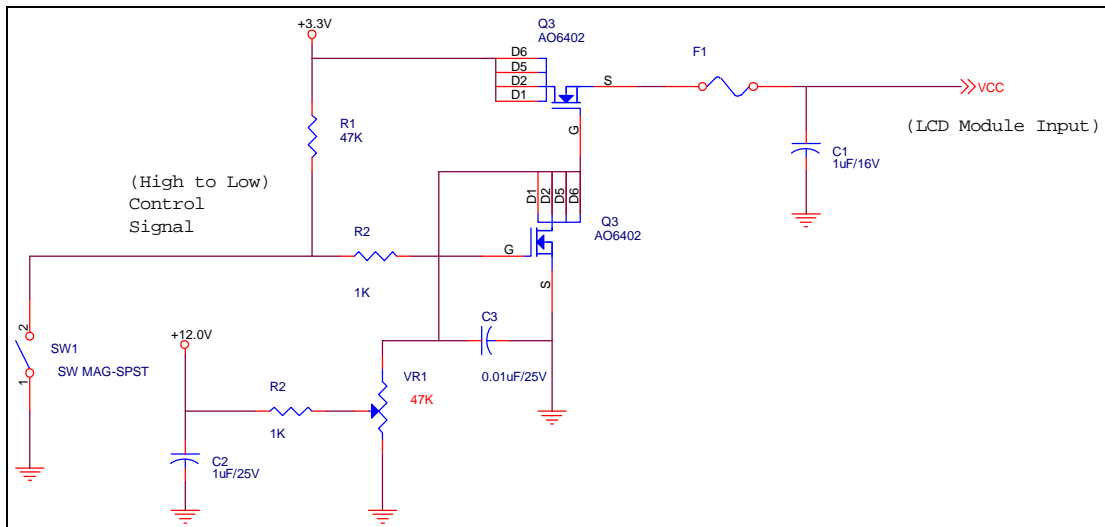 +3.3V
Q3
AO6402
D6
D5
D2
D1
S
G
F1
VCC
(LCD Module Input)
C1
1uF/16V
R1
47K
(High to Low)
Control
Signal
D1
D2
D5
D6
Q3
AO6402
G
S
R2
1K
2
1
SW1
SW MAG-SPST
+12.0V
R2
1K
VR1
47K
C3
0.01uF/25V
C2
1uF/25V